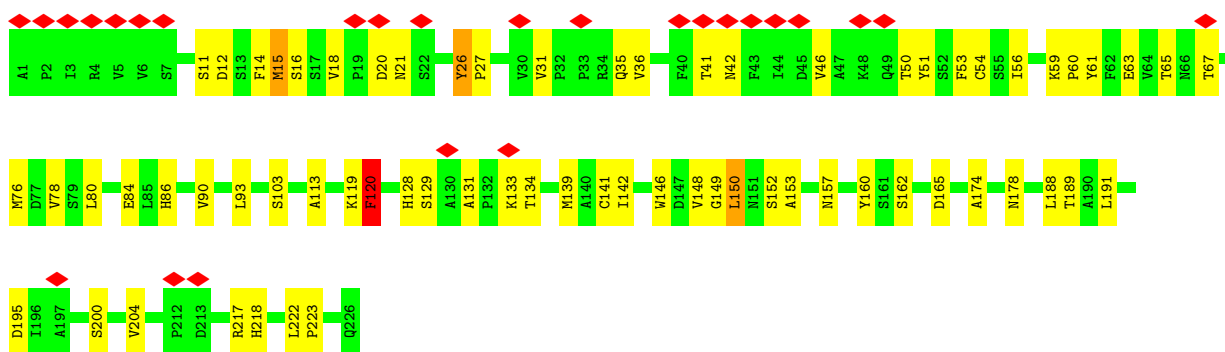 A1 P2 I3 R4 V5 V6 S7 S11 D12 S13 F14 M15 S16 S17 V18 P19 D20 N21 S22 Y26 P27 V30 V31 P32 P33 R34 Q35 V36 F40 T41 N42 F43 I44 D45 V46 A47 K48 Q49 T50 Y51 S52 F53 C54 S55 I56 K59 P60 Y61 F62 E63 V64 T65 N66 T67
M76 D77 V78 S79 L80 E84 L85 H86 V90 L93 S103 A113 K119 F120 H128 S129 A130 A131 P132 K133 T134 M139 A140 C141 I142 W146 D147 V148 G149 L150 N151 S152 A153 N157 Y160 S161 S162 D165 A174 N178 L188 T189 A190 L191
D195 I196 A197 S200 V204 P212 D213 R217 H218 L222 P223 Q226